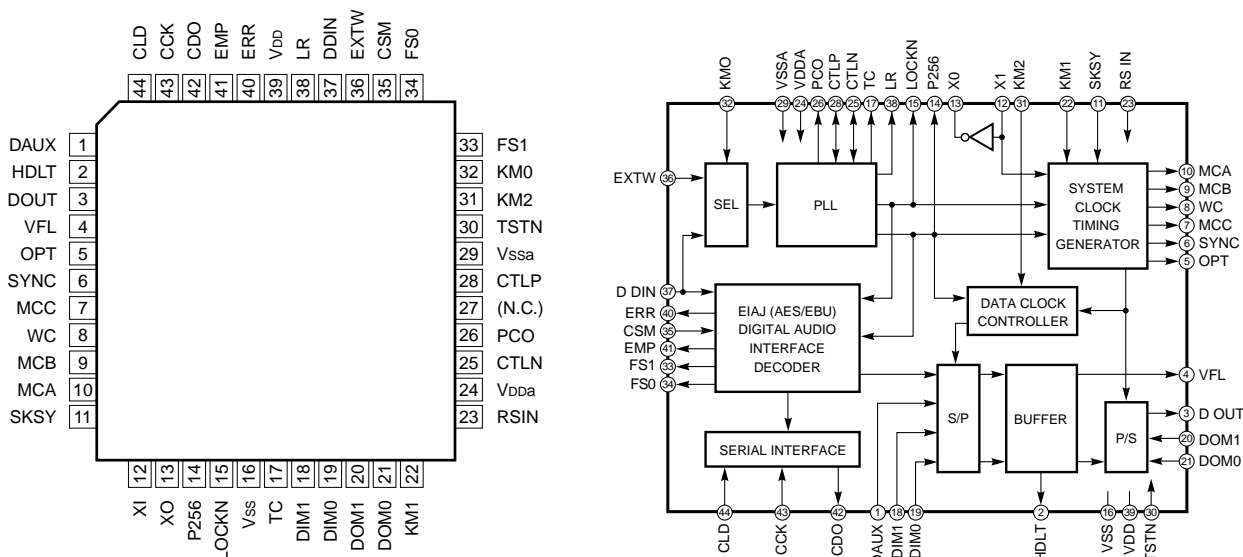 CLD CCK CDO EMP ERR VDD LR DDIN EXTW CSM FS0
44 43 42 41 40 39 38 37 36 35 34
DAUX 1
HDLT 2
DOUT 3
VFL 4
OPT 5
SYNC 6
MCC 7
WC 8
MCB 9
MCA 10
SKSY 11
33 FS1
32 KM0
31 KM2
30 TSTN
29 Vssa
28 CTLP
27 (N.C.)
26 PCO
25 CTLN
24 VDDa
23 RSIN
12 13 14 15 16 17 18 19 20 21 22
XI XO P256 LOCKN Vss TC DIM1 DIM0 DOM1 DOM0 KM1
KMO VSSA VDDA PCO CTLP CTLN TC LR LOCKN P256 X0 X1 KM2 KM1 SKSY RS IN
32 29 24 26 28 25 17 38 15 14 13 12 31 22 11 23
EXTW 36
SEL
PLL
SYSTEM
CLOCK
TIMING
GENERATOR
10 MCA
9 MCB
8 WC
7 MCC
6 SYNC
5 OPT
D DIN 37
ERR 40
CSM 35
EMP 41
FS1 33
FS0 34
EIAJ (AES/EBU)
DIGITAL AUDIO
INTERFACE
DECODER
DATA CLOCK
CONTROLLER
S/P
BUFFER
P/S
4 VFL
3 D OUT
20 DOM1
21 DOM0
SERIAL INTERFACE
44 43 42 1 18 19 2 16 39 30
CLD CCK CDO DAUX DIM1 DIM0 HDLT VSS VDD TSTN